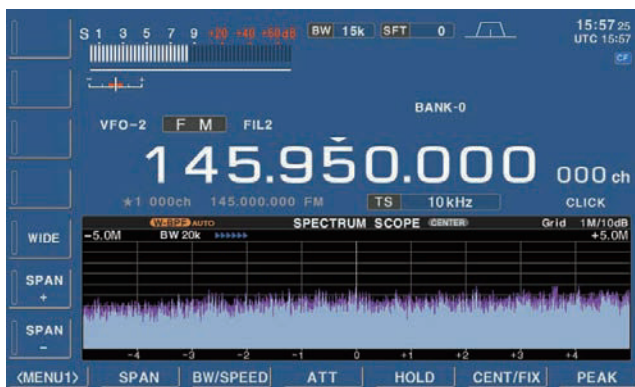 S 1 3 5 7 9 +20 +40 +60dB BW 15k SFT 0 15:57 25
UTC 15:57
CF
BANK-0
VFO-2 F M FIL2
145.950.000 000 ch
★1 000ch 145.000.000 FM TS 10kHz CLICK
W-BPF AUTO SPECTRUM SCOPE CENTER Grid 1M/10dB
WIDE -5.0M BW 20k +5.0M
SPAN
+
SPAN
-
-4 -3 -2 -1 0 +1 +2 +3 +4
<MENU1> SPAN BW/SPEED ATT HOLD CENT/FIX PEAK